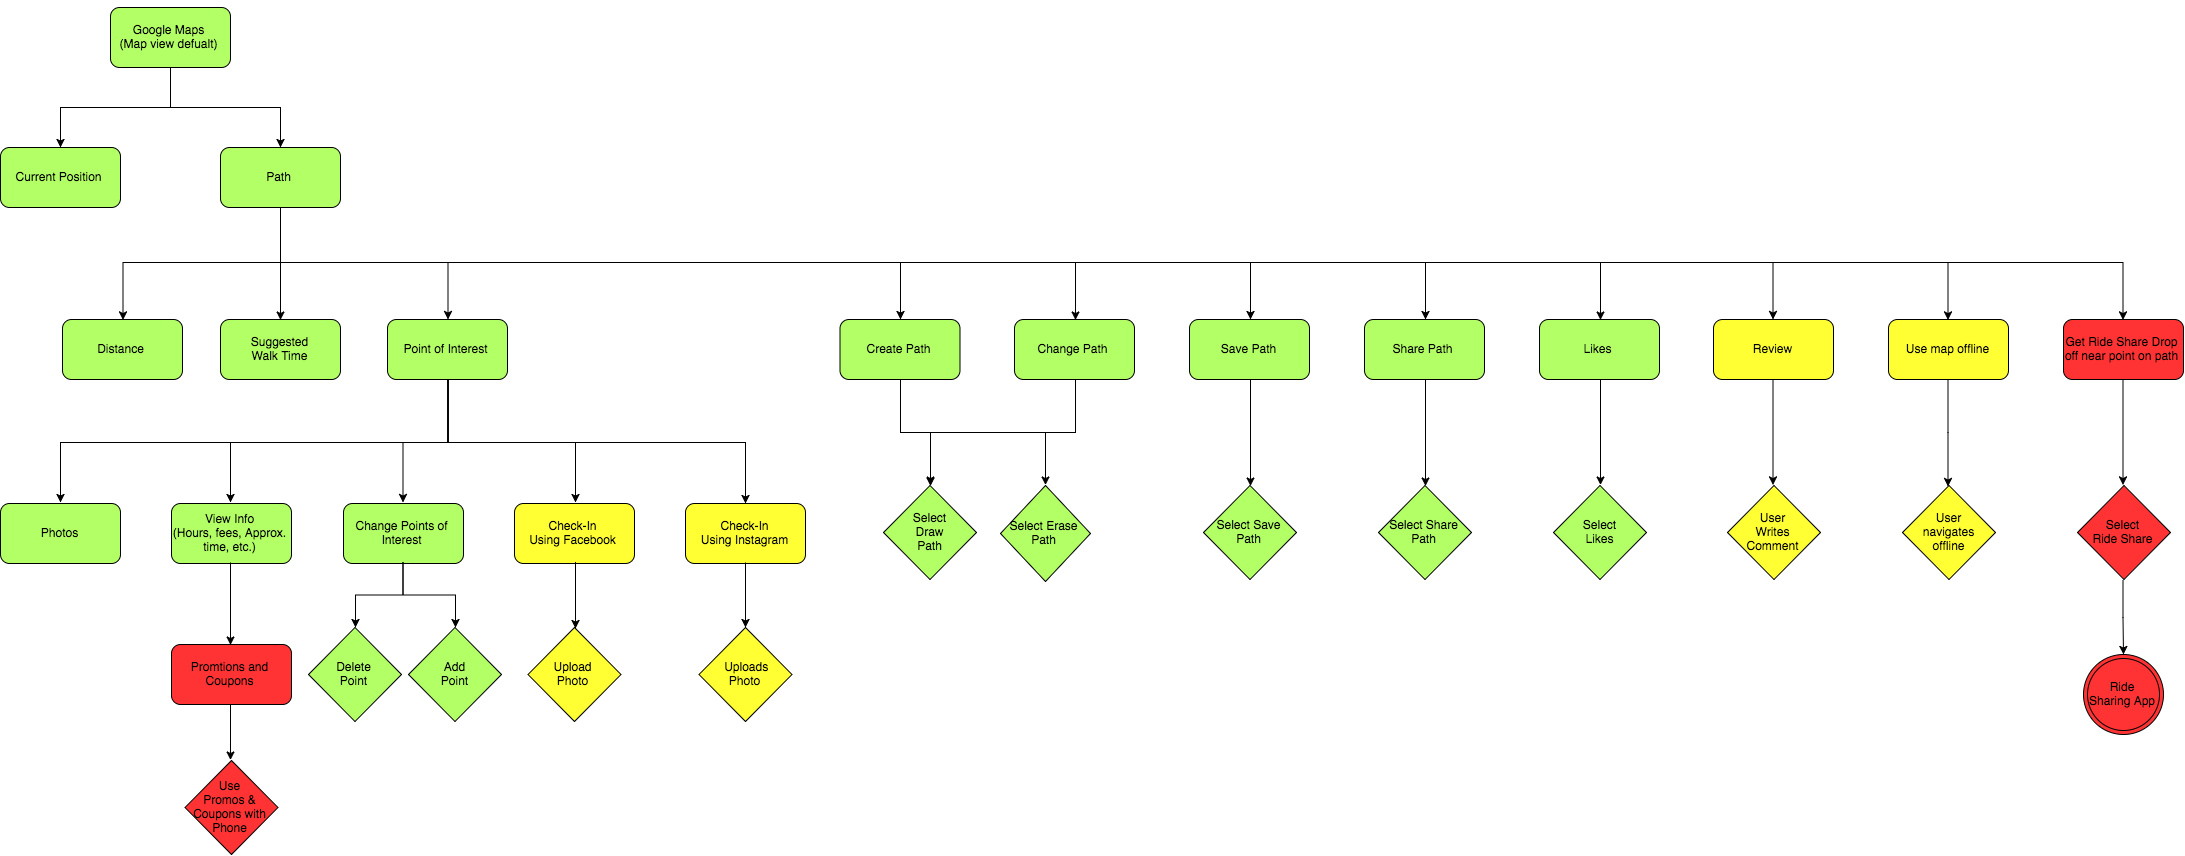 Google Maps
(Map view defualt)
Current Position
Path
Distance
Suggested
Walk Time
Point of Interest
Create Path
Change Path
Save Path
Share Path
Likes
Review
Use map offline
Get Ride Share Drop
off near point on path
Photos
View Info
(Hours, fees, Approx.
time, etc.)
Change Points of
Interest
Check-In
Using Facebook
Check-In
Using Instagram
Select
Draw
Path
Select Erase
Path
Select Save
Path
Select Share
Path
Select
Likes
User
Writes
Comment
User
navigates
offline
Select
Ride Share
Promtions and
Coupons
Delete
Point
Add
Point
Upload
Photo
Uploads
Photo
Ride
Sharing App
Use
Promos &
Coupons with
Phone